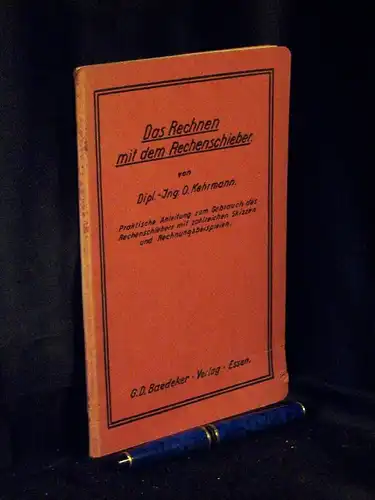 Das Rechnen
mit dem Rechenschieber
von
Dipl.-Jng. O. Kehrmann.
Praktische Anleitung zum Gebrauch des
Rechenschiebers mit zahlreichen Skizzen
und Rechnungsbeispielen.
G.D. Baedeker - Verlag - Essen.